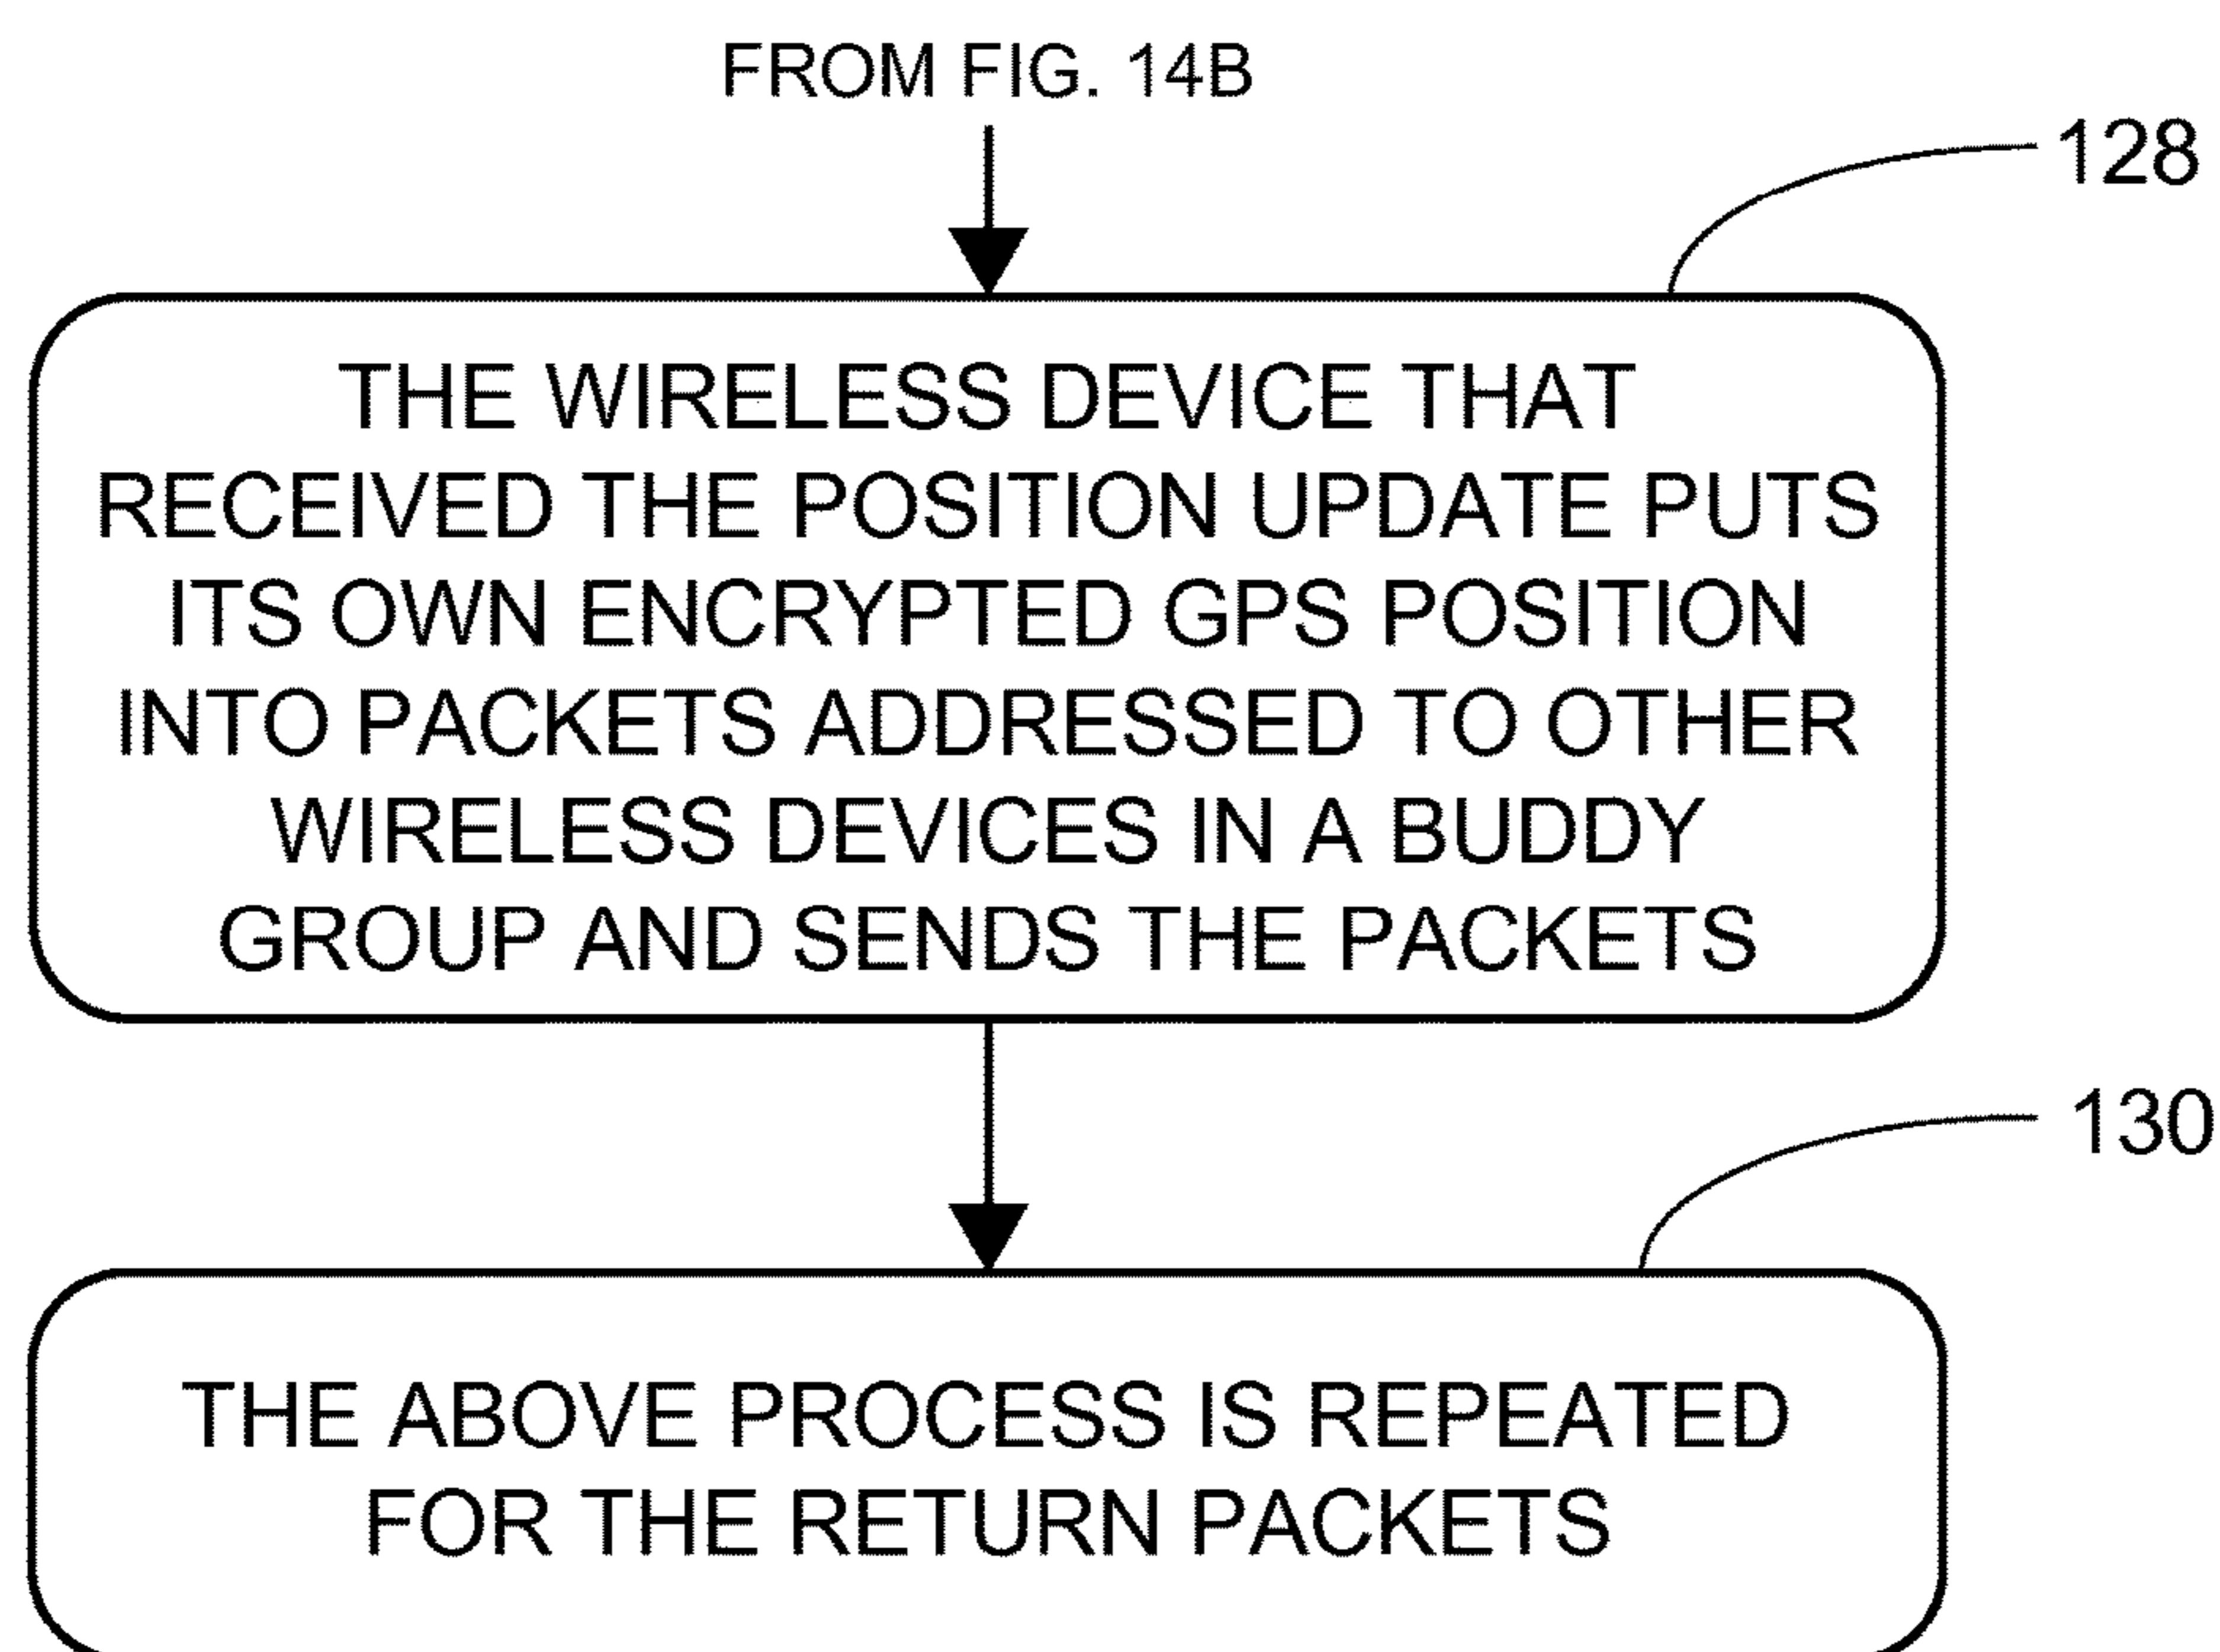 FROM FIG. 14B
128
THE WIRELESS DEVICE THAT
RECEIVED THE POSITION UPDATE PUTS
ITS OWN ENCRYPTED GPS POSITION
INTO PACKETS ADDRESSED TO OTHER
WIRELESS DEVICES IN A BUDDY
GROUP AND SENDS THE PACKETS
130
THE ABOVE PROCESS IS REPEATED
FOR THE RETURN PACKETS